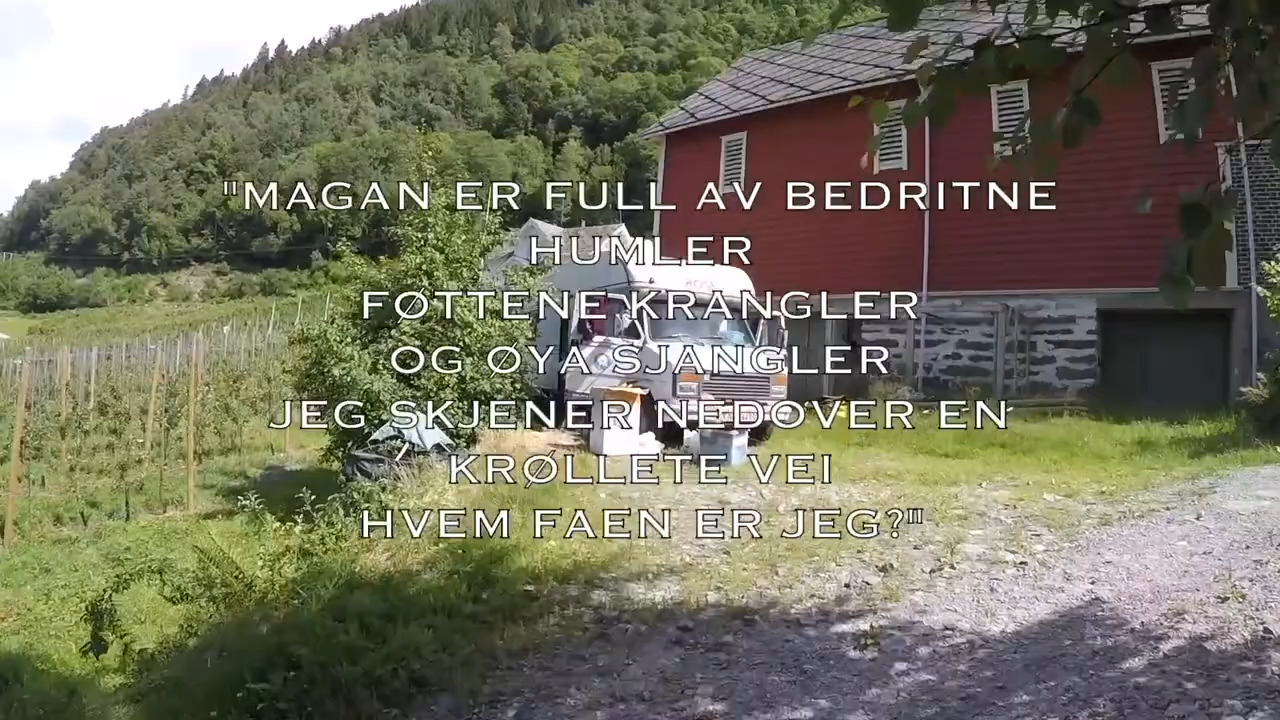 "MAGAN ER FULL AV BEDRITNE
HUMLER
FØTTENE KRANGLER
OG ØYA SJANGLER
JEG SKJENER NEDOVER EN
KRØLLETE VEI
HVEM FAEN ER JEG?"